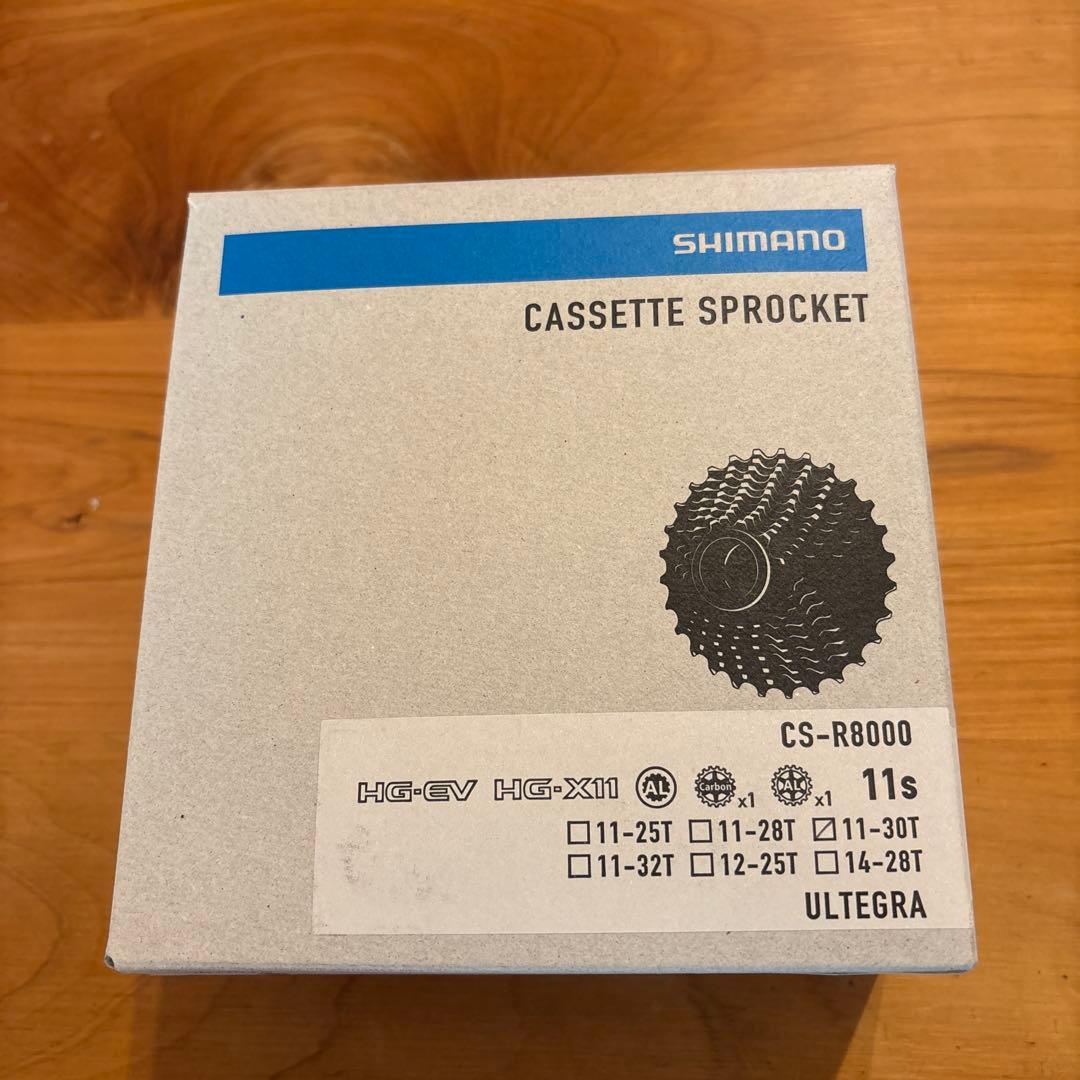 SHIMANO
CASSETTE SPROCKET
CS-R8000
HG-EV HG-X11 AL Carbon x1 AL x1 11s
☐11-25T ☐11-28T ☑11-30T
☐11-32T ☐12-25T ☐14-28T
ULTEGRA